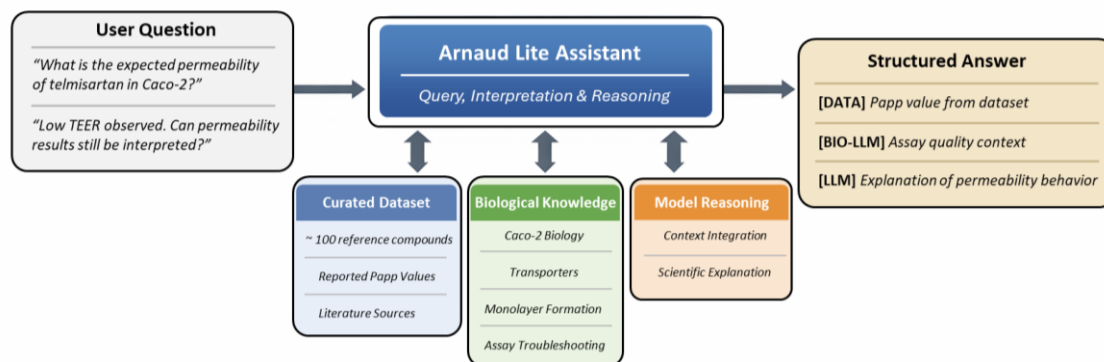 User Question
“What is the expected permeability
of telmisartan in Caco-2?”
“Low TEER observed. Can permeability
results still be interpreted?”
Arnaud Lite Assistant
Query, Interpretation & Reasoning
Structured Answer
[DATA] Papp value from dataset
[BIO-LLM] Assay quality context
[LLM] Explanation of permeability behavior
Curated Dataset
~ 100 reference compounds
Reported Papp Values
Literature Sources
Biological Knowledge
Caco-2 Biology
Transporters
Monolayer Formation
Assay Troubleshooting
Model Reasoning
Context Integration
Scientific Explanation